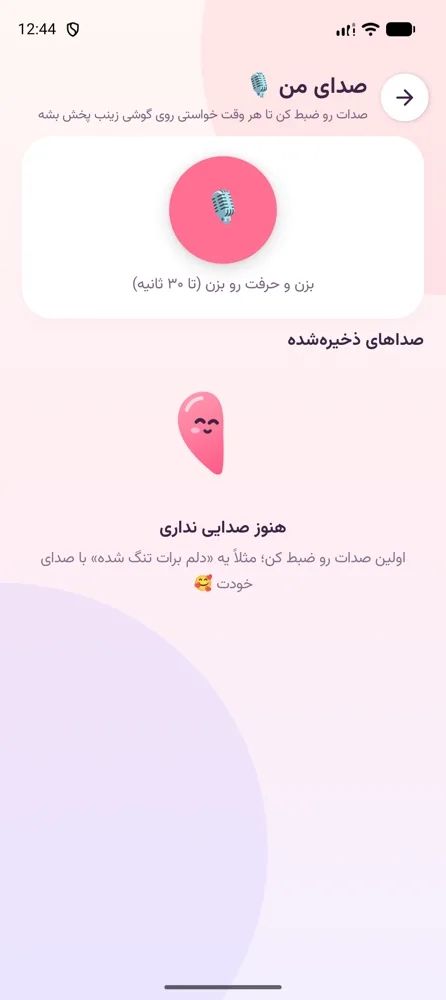 12:44
صدای من 🎙️
صدات رو ضبط کن تا هر وقت خواستی روی گوشی زینب پخش بشه
بزن و حرفت رو بزن (تا ۳۰ ثانیه)
صداهای ذخیره‌شده
هنوز صدایی نداری
اولین صدات رو ضبط کن؛ مثلاً یه «دلم برات تنگ شده» با صدای
خودت 🥰